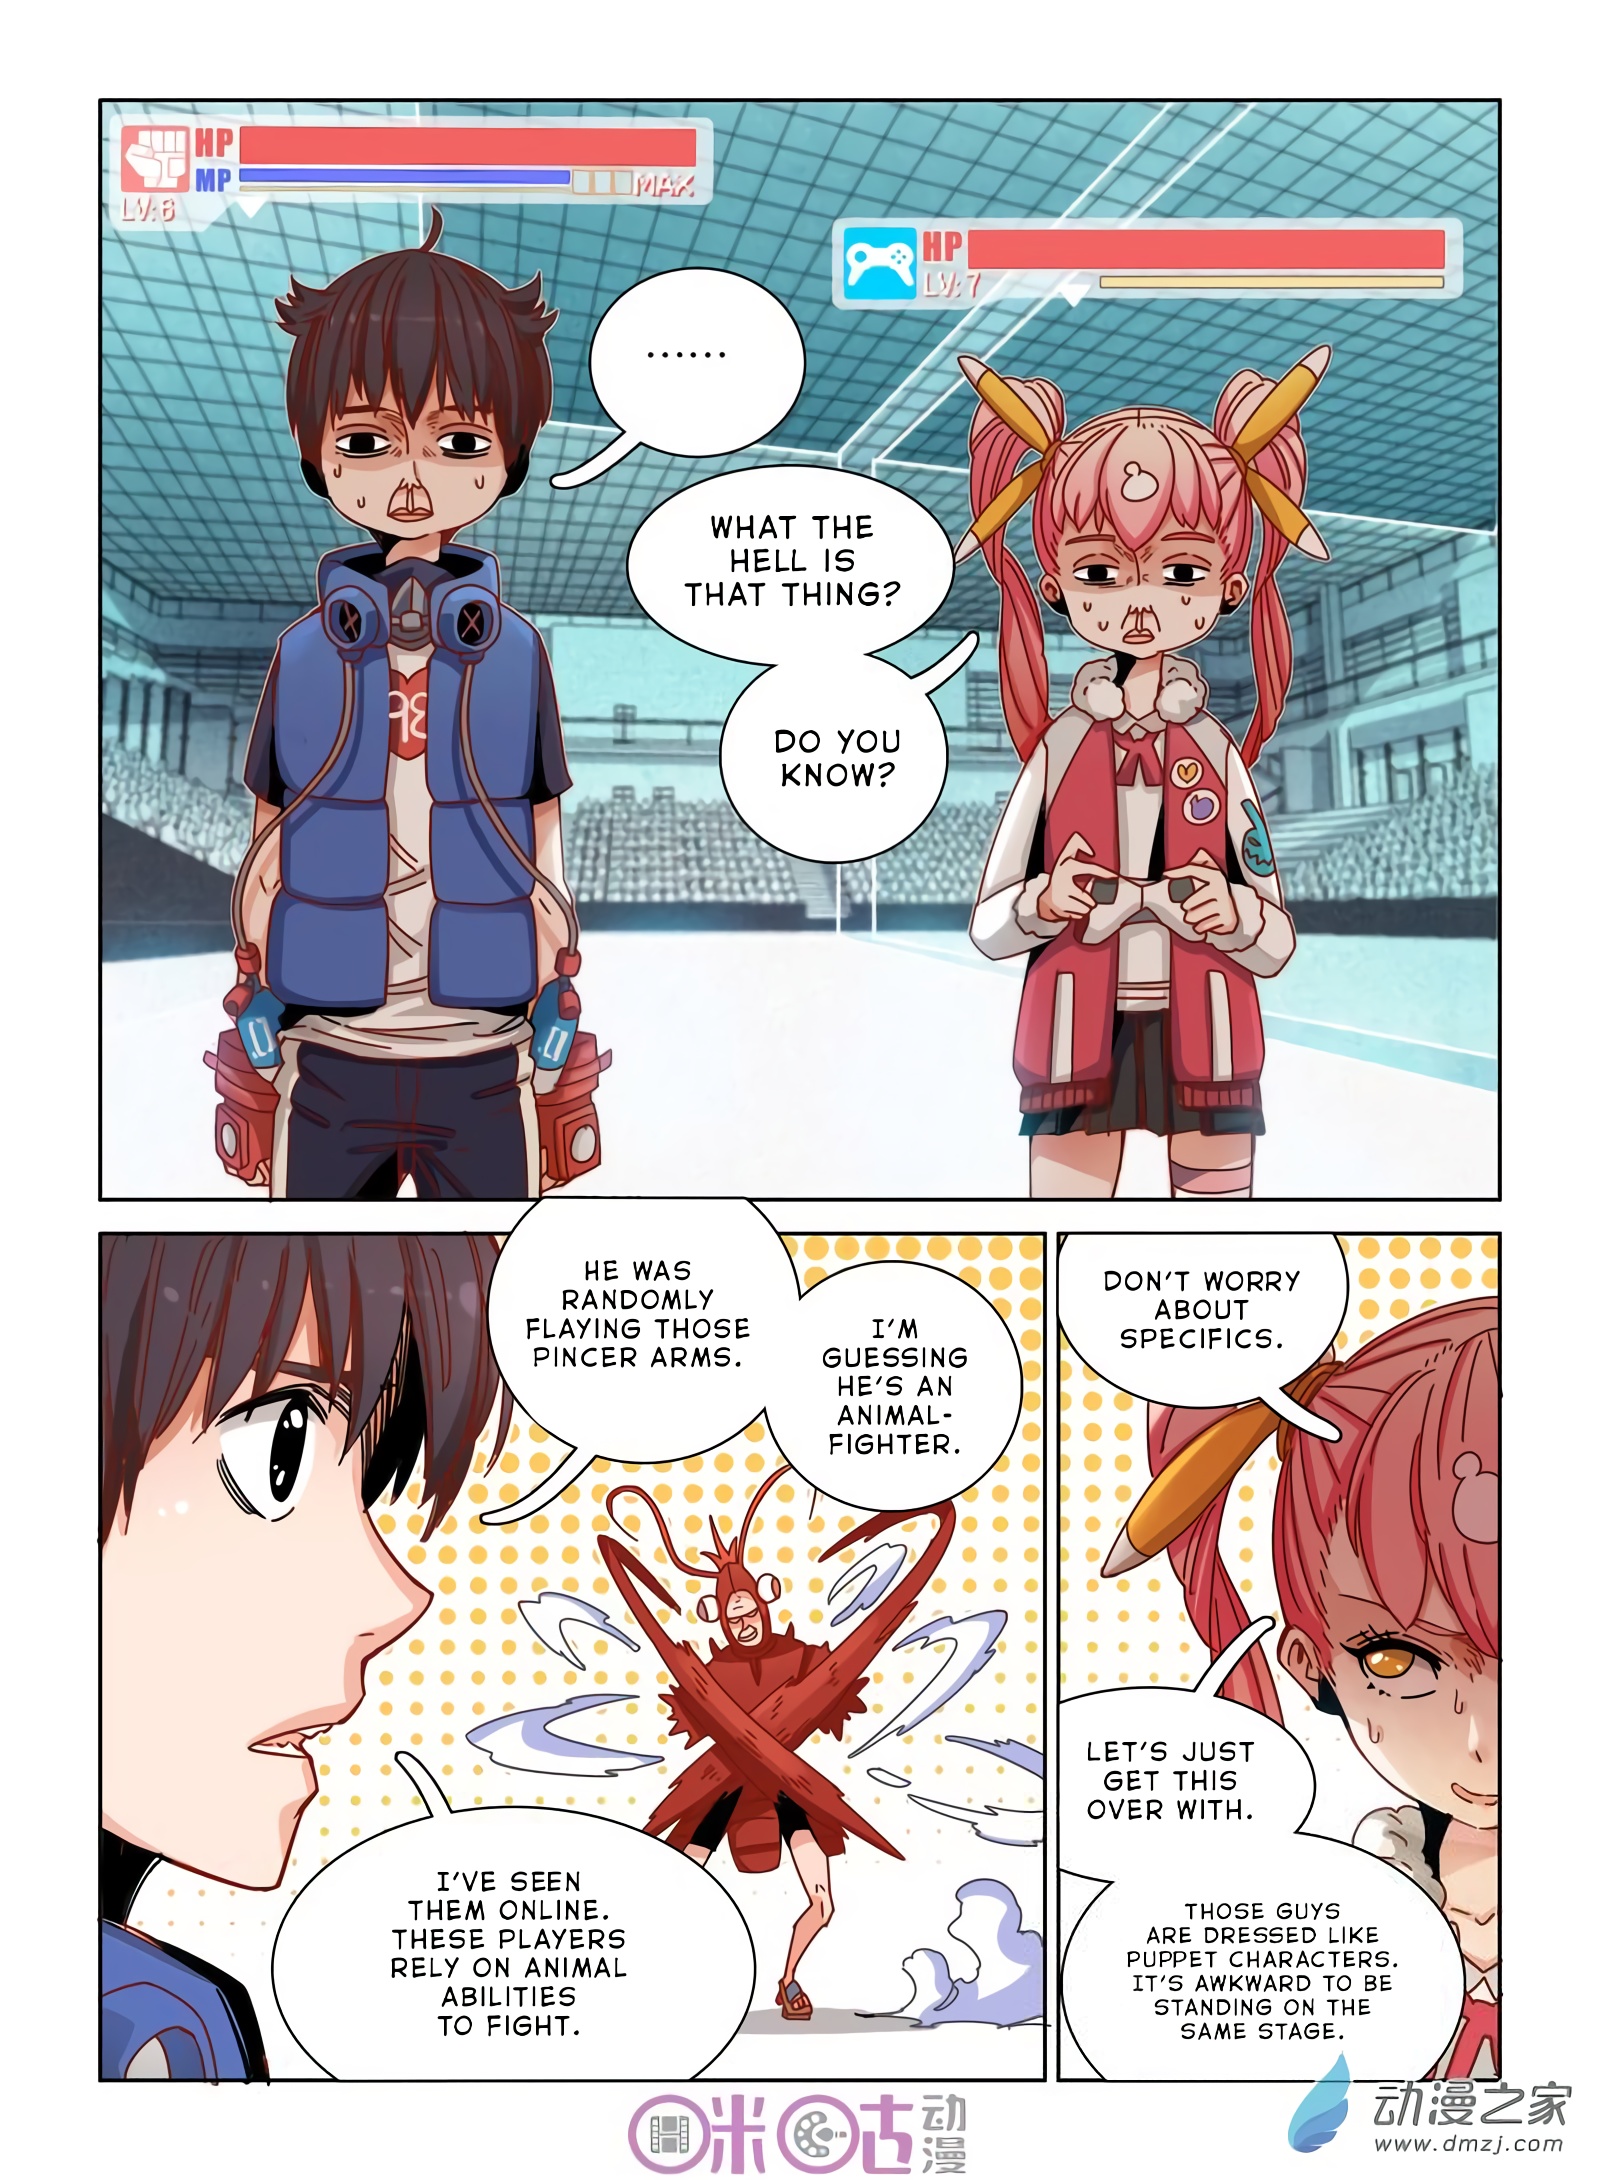 HP
MP
MAX
LV:6
HP
LV:7
......
WHAT THE
HELL IS
THAT THING?
DO YOU
KNOW?
HE WAS
RANDOMLY
FLAYING THOSE
PINCER ARMS.
I'M
GUESSING
HE'S AN
ANIMAL-
FIGHTER.
I'VE SEEN
THEM ONLINE.
THESE PLAYERS
RELY ON ANIMAL
ABILITIES
TO FIGHT.
DON'T WORRY
ABOUT
SPECIFICS.
LET'S JUST
GET THIS
OVER WITH.
THOSE GUYS
ARE DRESSED LIKE
PUPPET CHARACTERS.
IT'S AWKWARD TO BE
STANDING ON THE
SAME STAGE.
咪咕动漫
动漫之家
www.dmzj.com